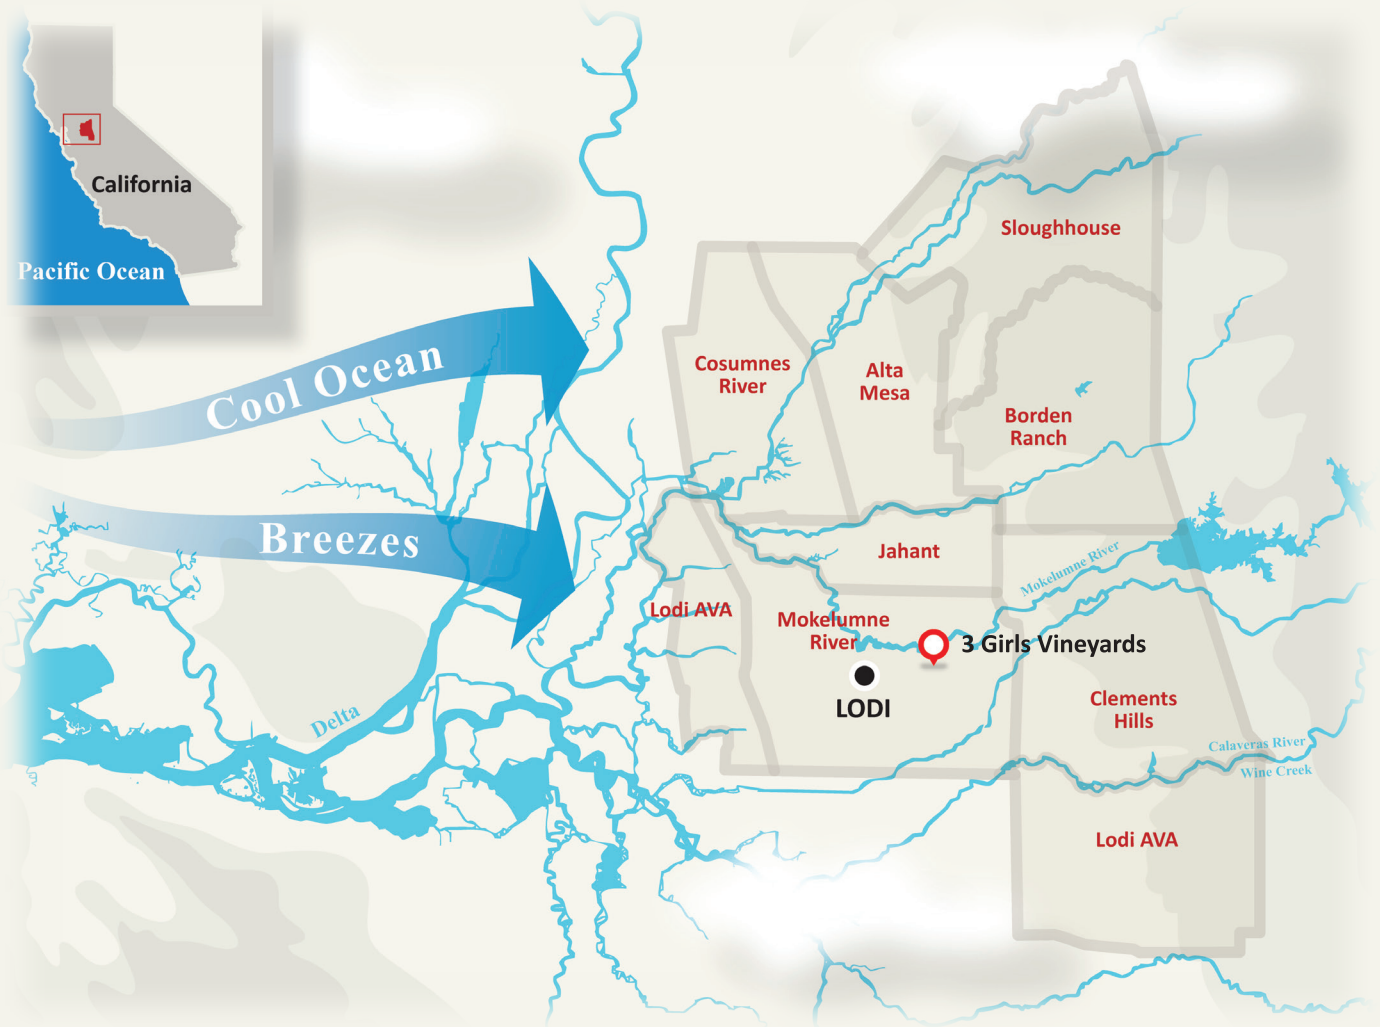 California
Pacific Ocean
Sloughhouse
Cool Ocean
Cosumnes
River
Alta
Mesa
Borden
Ranch
Breezes
Jahant
Mokelumne River
Lodi AVA
Mokelumne
River
3 Girls Vineyards
LODI
Clements
Hills
Delta
Calaveras River
Wine Creek
Lodi AVA